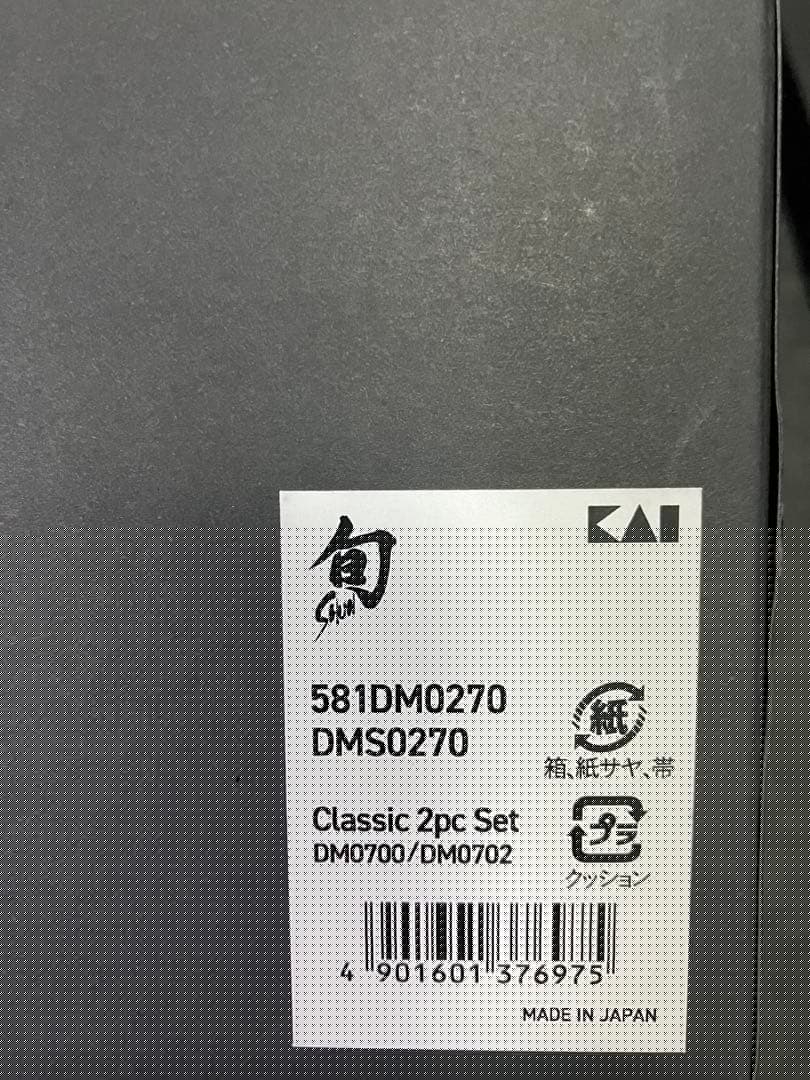 旬
SHUN
KAI
581DM0270
DMS0270
紙
箱、紙サヤ、帯
Classic 2pc Set
DM0700/DM0702
プラ
クッション
4 901601 376975
MADE IN JAPAN